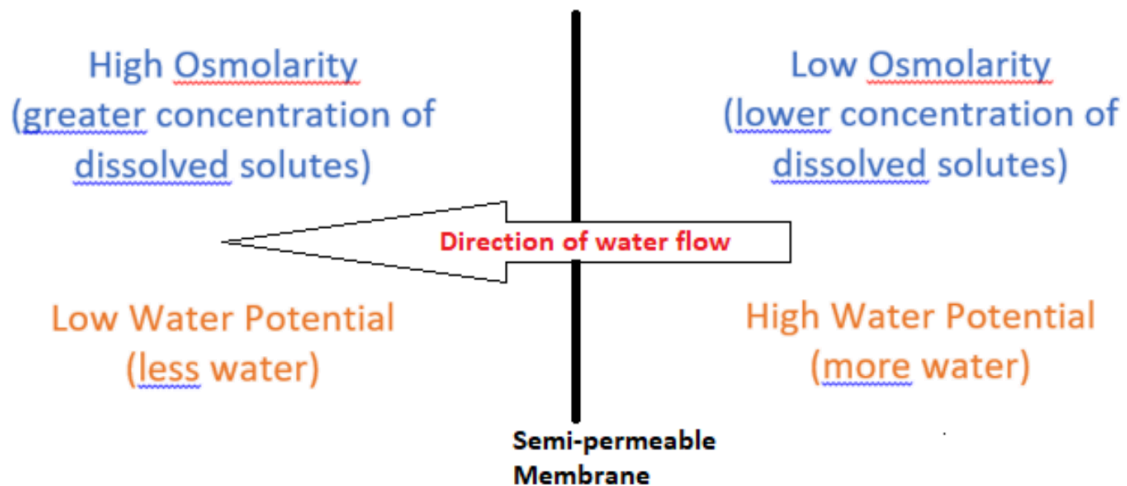 High Osmolarity
(greater concentration of
dissolved solutes)
Low Osmolarity
(lower concentration of
dissolved solutes)
Direction of water flow
Low Water Potential
(less water)
High Water Potential
(more water)
Semi-permeable
Membrane